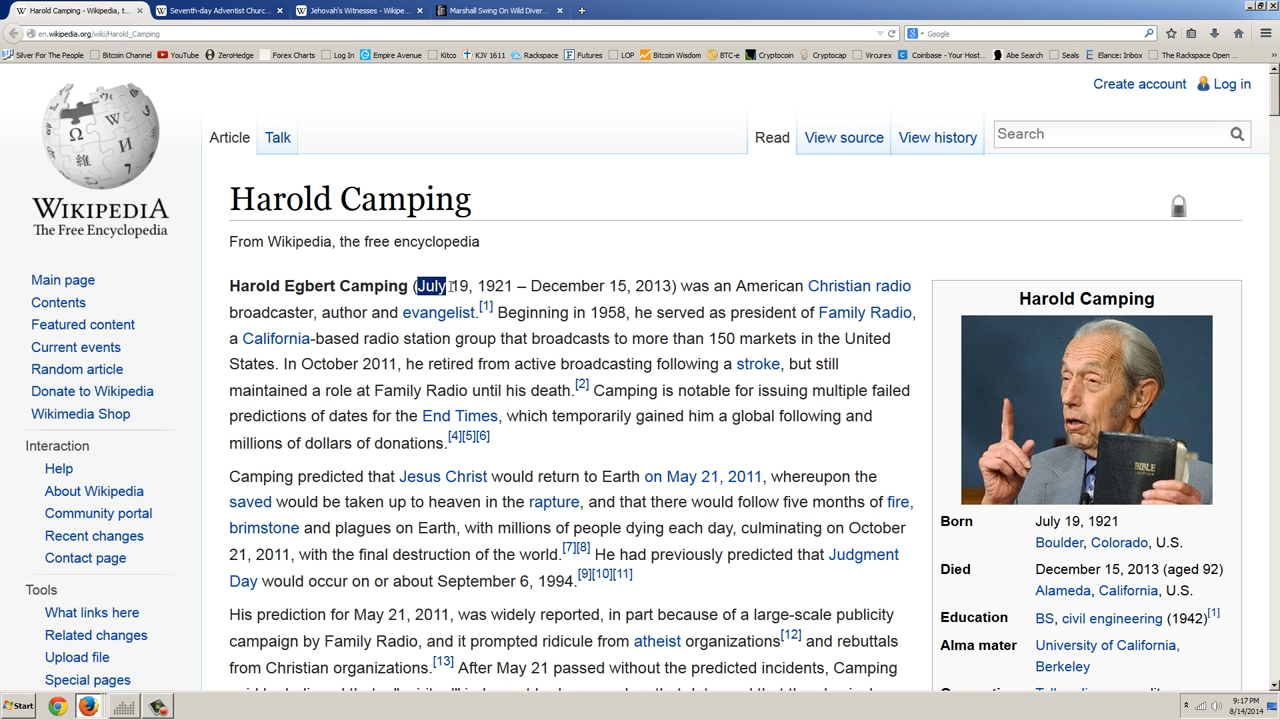 Harold Camping - Wikipedia, t...
Seventh-day Adventist Churc...
Jehovah's Witnesses - Wikipe...
Marshall Swing On Wild Diver...
en.wikipedia.org/wiki/Harold_Camping
Google
Silver For The People
Bitcoin Channel
YouTube
ZeroHedge
Forex Charts
Log In
Empire Avenue
Kitco
KJV 1611
Rackspace
Futures
LOP
Bitcoin Wisdom
BTC-e
Cryptocoin
Cryptocap
Vircurex
Coinbase - Your Host...
Abe Search
Seals
Elance: Inbox
The Rackspace Open ...
Create account
Log in
Article
Talk
Read
View source
View history
Search
WIKIPEDIA
The Free Encyclopedia
Main page
Contents
Featured content
Current events
Random article
Donate to Wikipedia
Wikimedia Shop
Interaction
Help
About Wikipedia
Community portal
Recent changes
Contact page
Tools
What links here
Related changes
Upload file
Special pages
Harold Camping
From Wikipedia, the free encyclopedia
Harold Egbert Camping (July 19, 1921 – December 15, 2013) was an American Christian radio
broadcaster, author and evangelist.[1] Beginning in 1958, he served as president of Family Radio,
a California-based radio station group that broadcasts to more than 150 markets in the United
States. In October 2011, he retired from active broadcasting following a stroke, but still
maintained a role at Family Radio until his death.[2] Camping is notable for issuing multiple failed
predictions of dates for the End Times, which temporarily gained him a global following and
millions of dollars of donations.[4][5][6]
Camping predicted that Jesus Christ would return to Earth on May 21, 2011, whereupon the
saved would be taken up to heaven in the rapture, and that there would follow five months of fire,
brimstone and plagues on Earth, with millions of people dying each day, culminating on October
21, 2011, with the final destruction of the world.[7][8] He had previously predicted that Judgment
Day would occur on or about September 6, 1994.[9][10][11]
His prediction for May 21, 2011, was widely reported, in part because of a large-scale publicity
campaign by Family Radio, and it prompted ridicule from atheist organizations[12] and rebuttals
from Christian organizations.[13] After May 21 passed without the predicted incidents, Camping
Harold Camping
BIBLE
Born
July 19, 1921
Boulder, Colorado, U.S.
Died
December 15, 2013 (aged 92)
Alameda, California, U.S.
Education
BS, civil engineering (1942)[1]
Alma mater
University of California,
Berkeley
Start
9:17 PM
8/14/2014